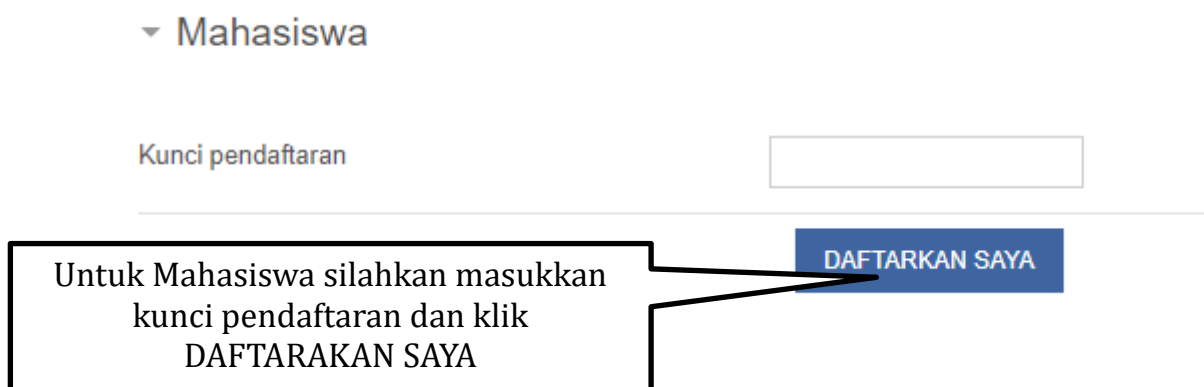 Mahasiswa
Kunci pendaftaran
DAFTARKAN SAYA
Untuk Mahasiswa silahkan masukkan
kunci pendaftaran dan klik
DAFTARAKAN SAYA